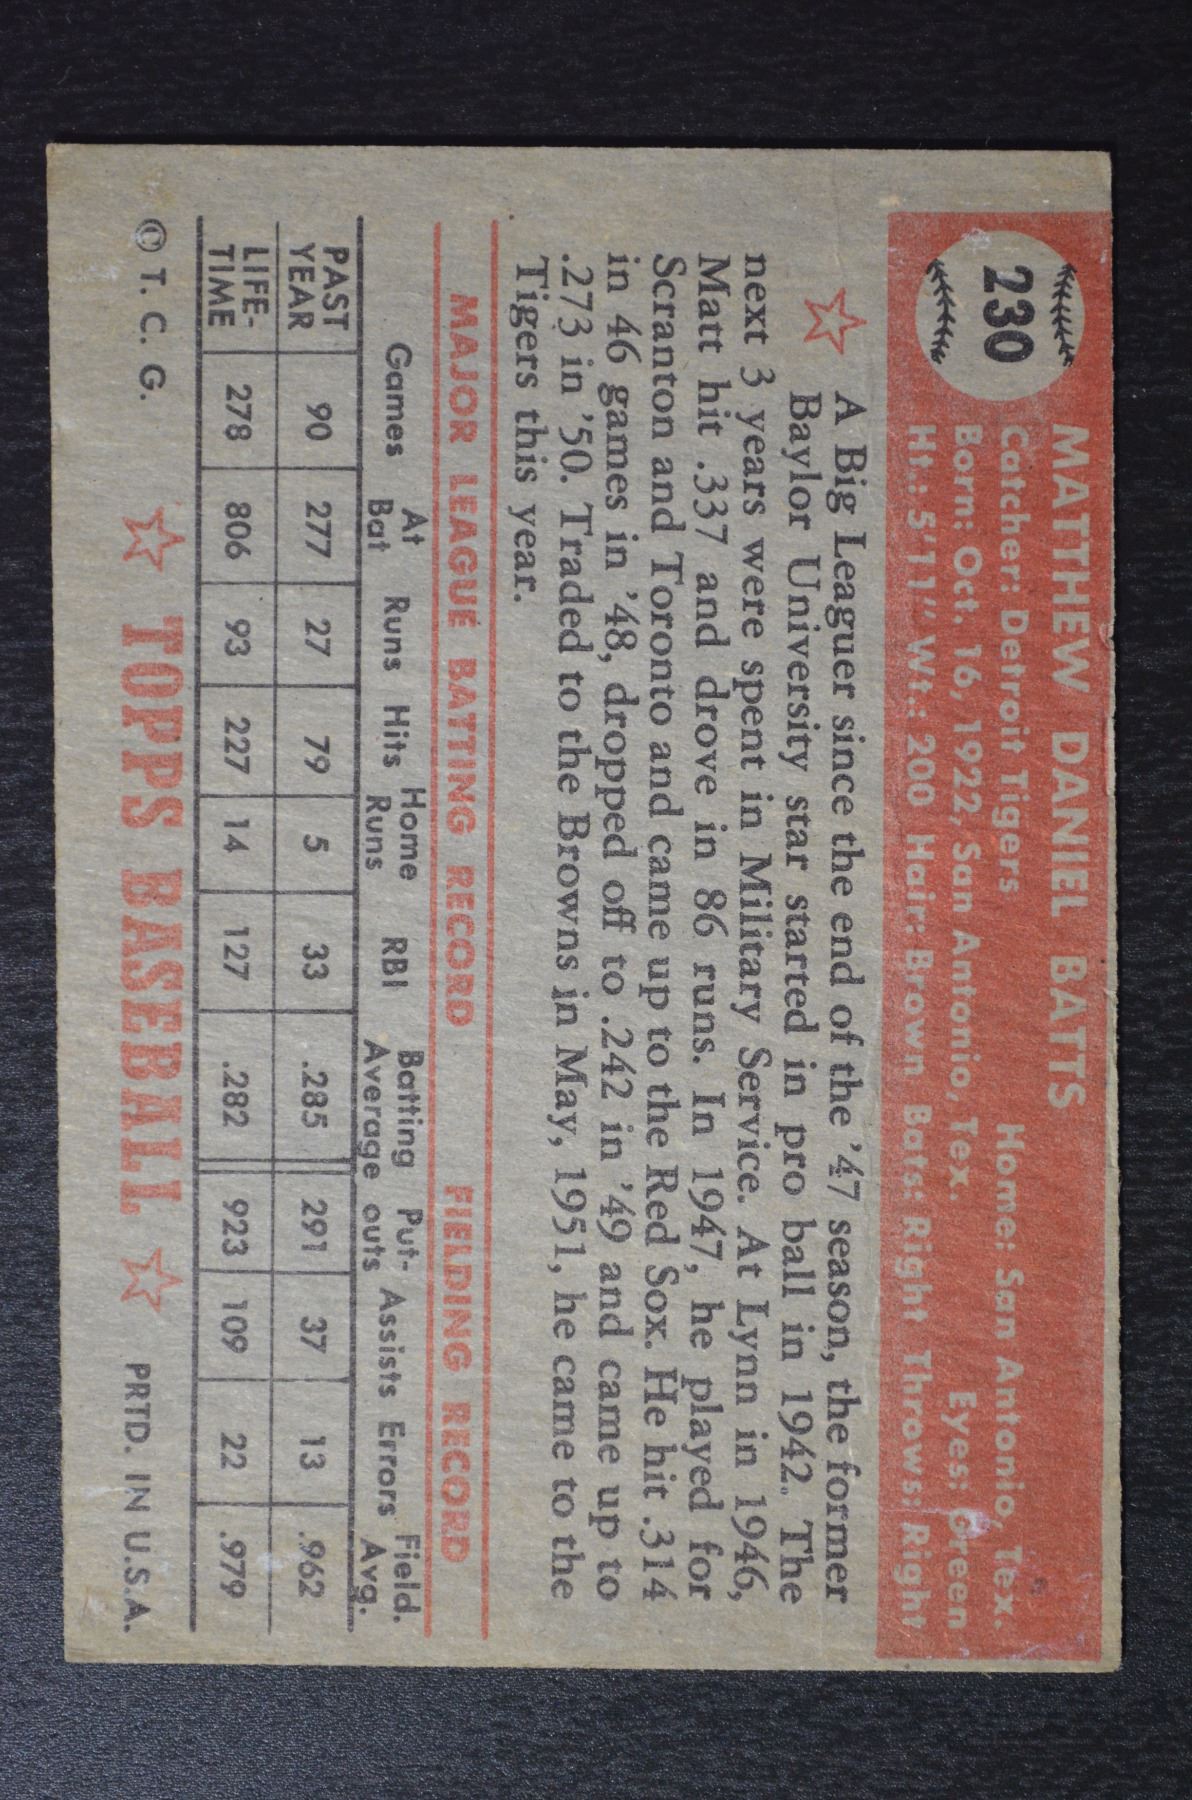 230
MATTHEW DANIEL BATTS
Catcher: Detroit Tigers Home: San Antonio, Tex.
Born: Oct. 16, 1922, San Antonio, Tex. Eyes: Green
Ht.: 5'11" Wt.: 200 Hair: Brown Bats: Right Throws: Right
A Big Leaguer since the end of the '47 season, the former
Baylor University star started in pro ball in 1942. The
next 3 years were spent in Military Service. At Lynn in 1946,
Matt hit .337 and drove in 86 runs. In 1947, he played for
Scranton and Toronto and came up to the Red Sox. He hit .314
in 46 games in '48, dropped off to .242 in '49 and came up to
.273 in '50. Traded to the Browns in May, 1951, he came to the
Tigers this year.
MAJOR LEAGUE BATTING RECORD FIELDING RECORD
Games At Bat Runs Hits Home Runs RBI Batting Average Put-outs Assists Errors Field. Avg.
PAST YEAR 90 277 27 79 5 33 .285 291 37 13 .962
LIFE-TIME 278 806 93 227 14 127 .282 923 109 22 .979
© T. C. G. TOPPS BASEBALL PRTD. IN U.S.A.